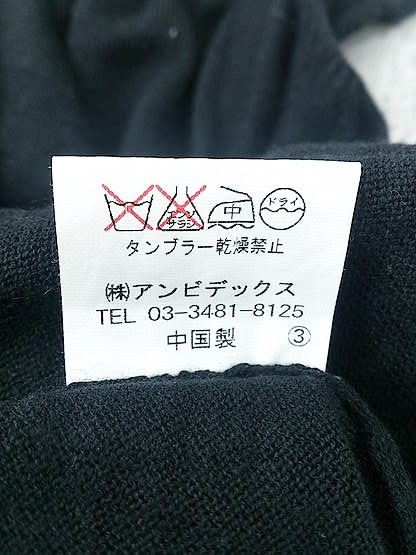 エンソ サラシ 中 ドライ
タンブラー乾燥禁止
㈱アンビデックス
TEL 03-3481-8125
中国製 ③